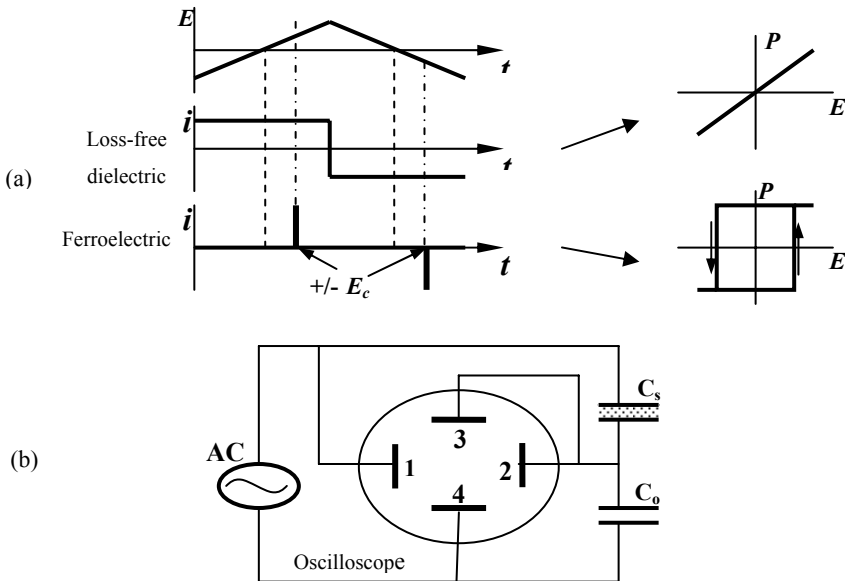 E
t
i
Loss-free
dielectric
t
(a)
i
Ferroelectric
t
+/- Ec
P
E
P
E
(b)
AC
1
2
3
4
Cs
Co
Oscilloscope